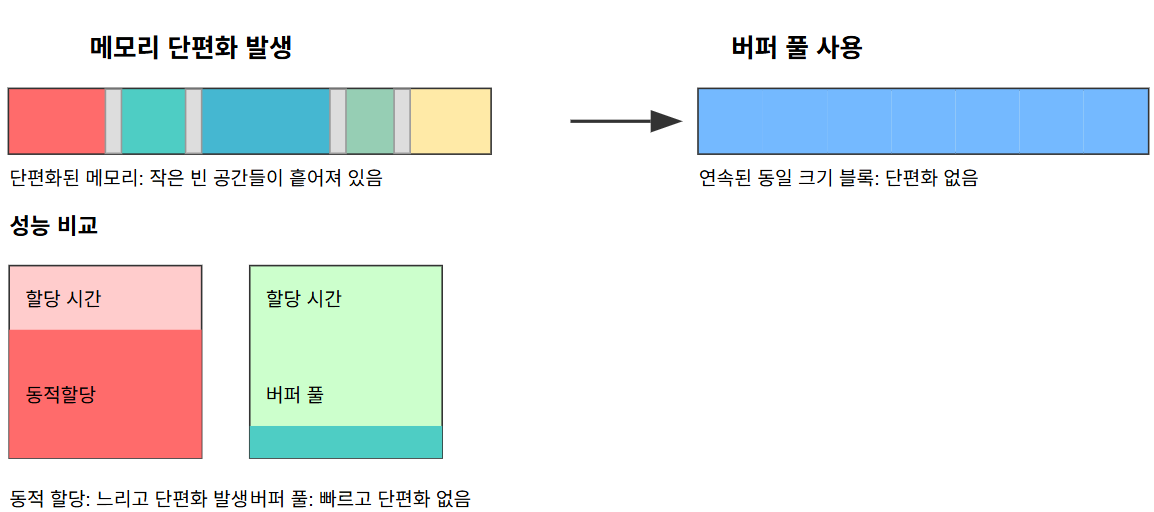 메모리 단편화 발생
버퍼 풀 사용
단편화된 메모리: 작은 빈 공간들이 흩어져 있음
연속된 동일 크기 블록: 단편화 없음
성능 비교
할당 시간
할당 시간
동적할당
버퍼 풀
동적 할당: 느리고 단편화 발생버퍼 풀: 빠르고 단편화 없음